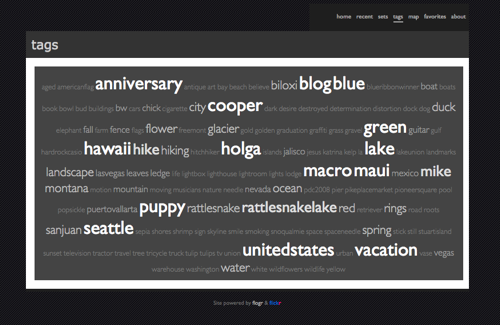 home recent sets tags map favorites about
tags
aged americanflag anniversary antique art bay beach believe biloxi blog blue blueribbonwinner boat boats
book bowl bud buildings bw cars chick cigarette city cooper dark desire destroyed determination distortion dock dog duck
elephant fall farm fence flags flower freemont glacier gold golden graduation graffiti grass gravel green guitar gulf
hardrockcasino hawaii hike hiking hitchhiker holga islands jalisco jesus katrina kelp la lake lakeunion landmarks
landscape lasvegas leaves ledge life lightbox lighthouse lightroom lights lodge macro maui mexico mike
montana motion mountain moving musicians nature needle nevada ocean pdc2008 pier pikeplacemarket pioneersquare pool
popsickle puertovallarta puppy rattlesnake rattlesnakelake red retriever rings road roots
sanjuan seattle sepia shores shrimp sign skyline smile smoking snoqualmie space spaceneedle spring stick still stuartisland
sunset television tractor travel tree tricycle truck tulip tulips tv union unitedstates urban vacation vase vegas
warehouse washington water white wildflowers wildlife yellow
Site powered by flogr & flickr